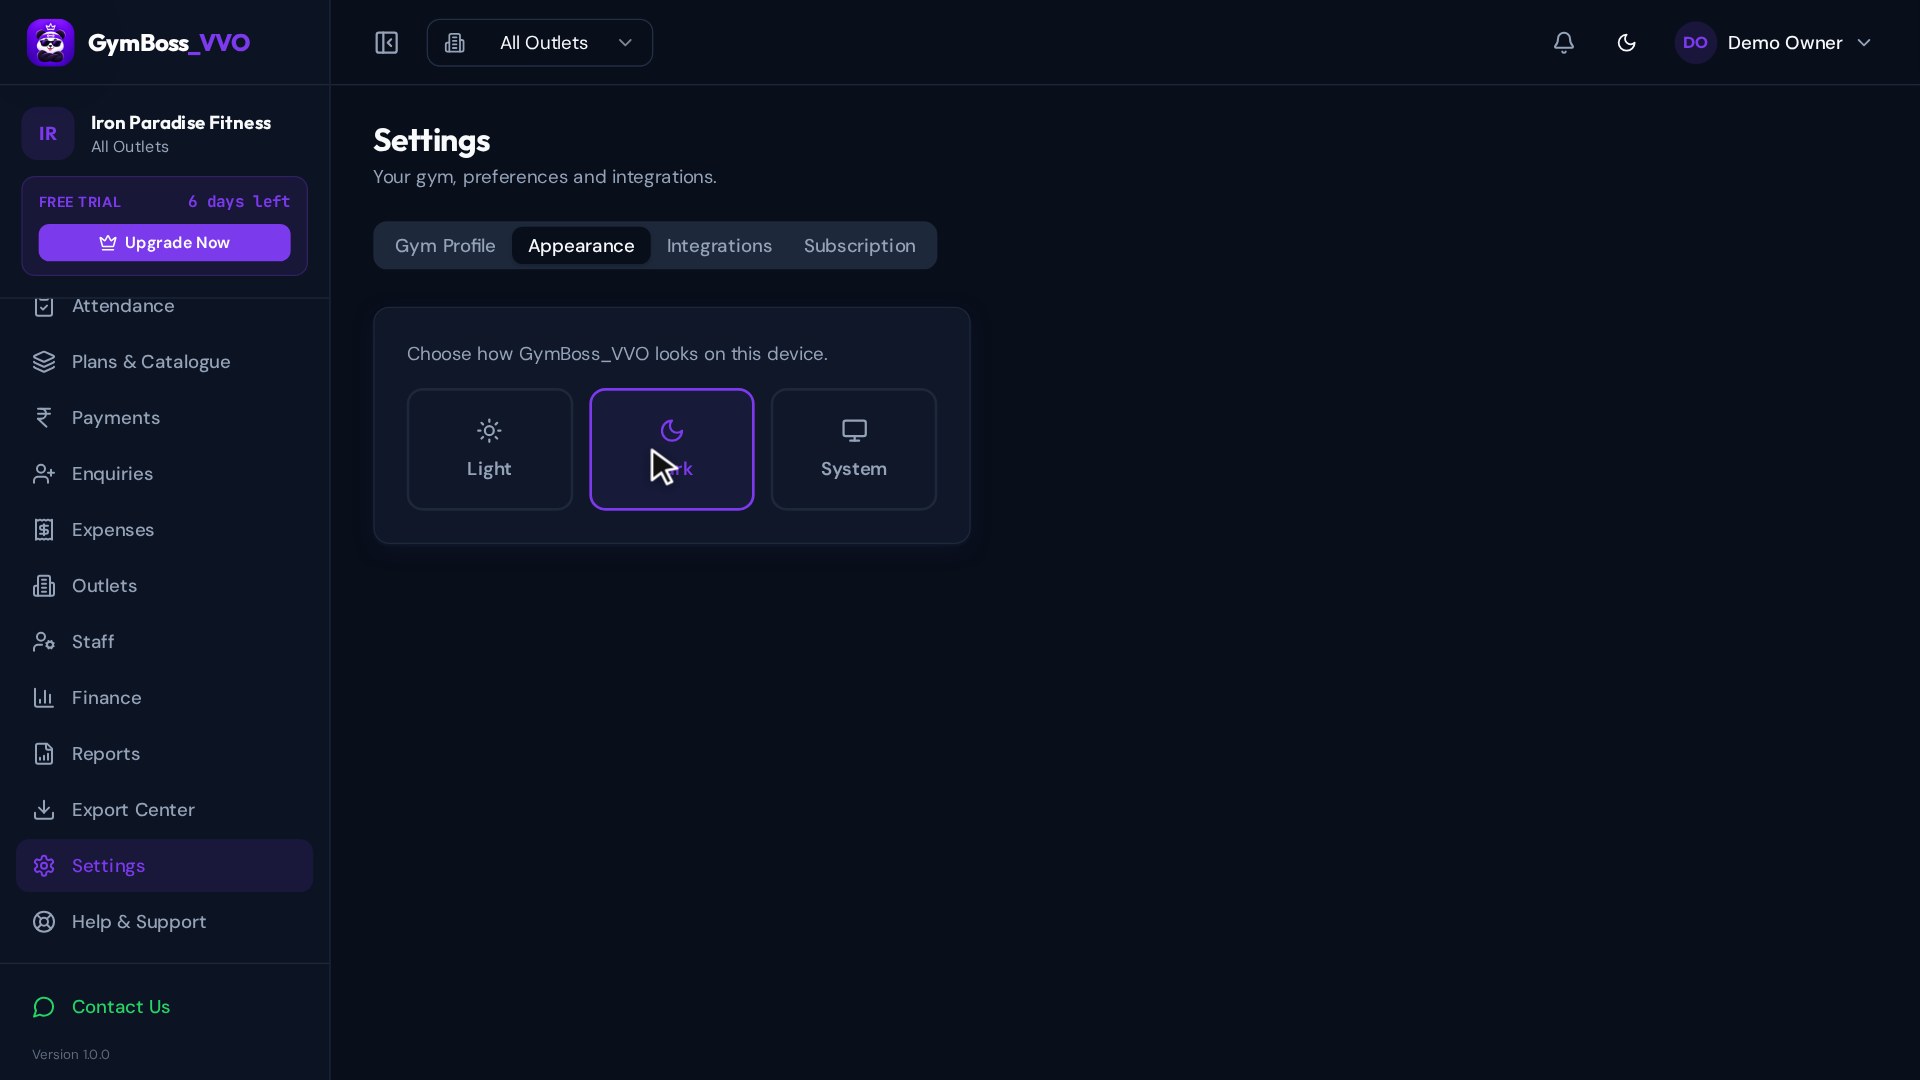 GymBoss_VVO
All Outlets
DO
Demo Owner
IR
Iron Paradise Fitness
All Outlets
FREE TRIAL
6 days left
Upgrade Now
Attendance
Plans & Catalogue
Payments
Enquiries
Expenses
Outlets
Staff
Finance
Reports
Export Center
Settings
Help & Support
Contact Us
Version 1.0.0
Settings
Your gym, preferences and integrations.
Gym Profile
Appearance
Integrations
Subscription
Choose how GymBoss_VVO looks on this device.
Light
System